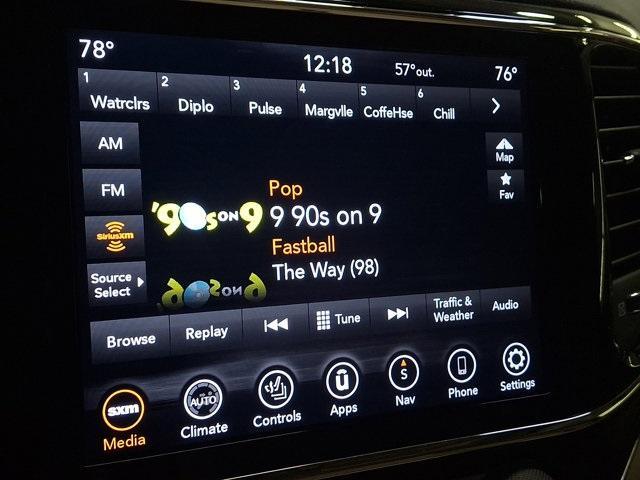 78° 12:18 57°out. 76°
1 Watrclrs 2 Diplo 3 Pulse 4 Margvlle 5 CoffeHse 6 Chill
AM
Map
FM
Fav
Pop
'90s ON 9
9 90s on 9
SiriusXM
Fastball
The Way (98)
Source
Select
Browse Replay Tune Traffic &
Weather Audio
sxm AUTO S
Media Climate Controls Apps Nav Phone Settings